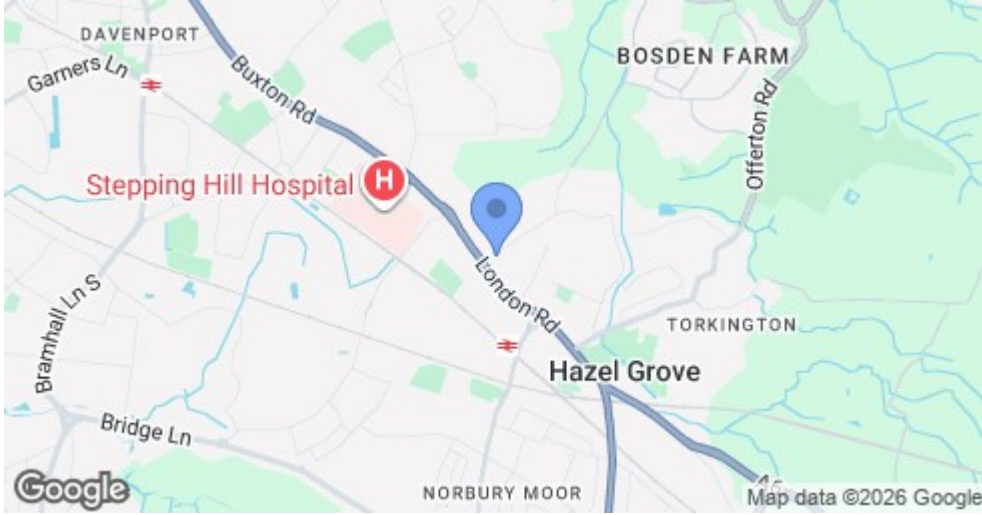 DAVENPORT
Garners Ln
Buxton Rd
BOSDEN FARM
Offerton Rd
Stepping Hill Hospital
H
London Rd
Bramhall Ln S
TORKINGTON
Hazel Grove
Bridge Ln
A6
NORBURY MOOR
Google
Map data ©2026 Google